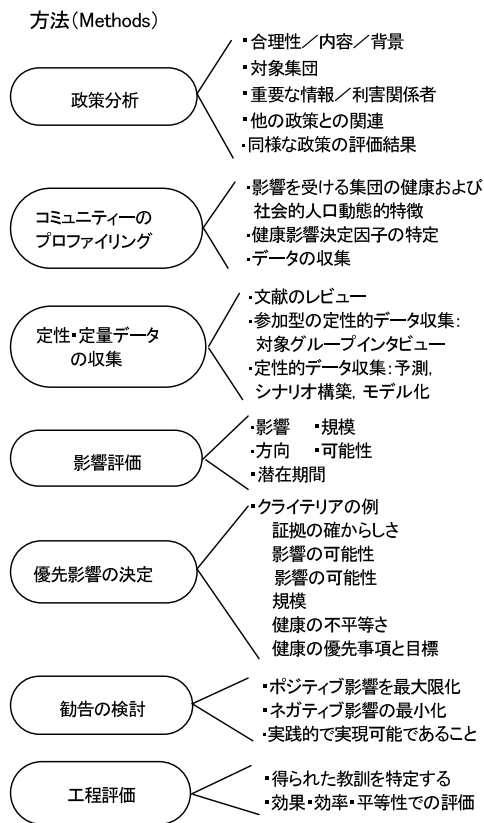 方法(Methods)
政策分析
・合理性／内容／背景
・対象集団
・重要な情報／利害関係者
・他の政策との関連
・同様な政策の評価結果
コミュニティーの
プロファイリング
・影響を受ける集団の健康および
社会的人口動態的特徴
・健康影響決定因子の特定
・データの収集
定性・定量データ
の収集
・文献のレビュー
・参加型の定性的データ収集：
対象グループインタビュー
・定性的データ収集：予測，
シナリオ構築，モデル化
影響評価
・影響 ・規模
・方向 ・可能性
・潜在期間
優先影響の決定
・クライテリアの例
証拠の確からしさ
影響の可能性
影響の可能性
規模
健康の不平等さ
健康の優先事項と目標
勧告の検討
・ポジティブ影響を最大限化
・ネガティブ影響の最小化
・実践的で実現可能であること
工程評価
・得られた教訓を特定する
・効果・効率・平等性での評価